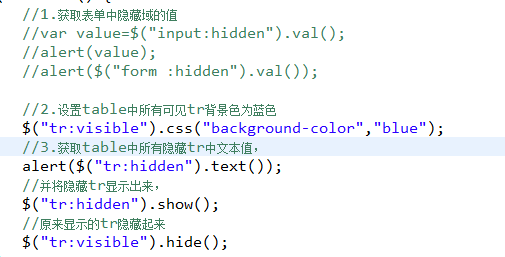 //1.获取表单中隐藏域的值
//var value=$("input:hidden").val();
//alert(value);
//alert($("form :hidden").val());
//2.设置table中所有可见tr背景色为蓝色
$("tr:visible").css("background-color","blue");
//3.获取table中所有隐藏tr中文本值,
alert($("tr:hidden").text());
//并将隐藏tr显示出来,
$("tr:hidden").show();
//原来显示的tr隐藏起来
$("tr:visible").hide();